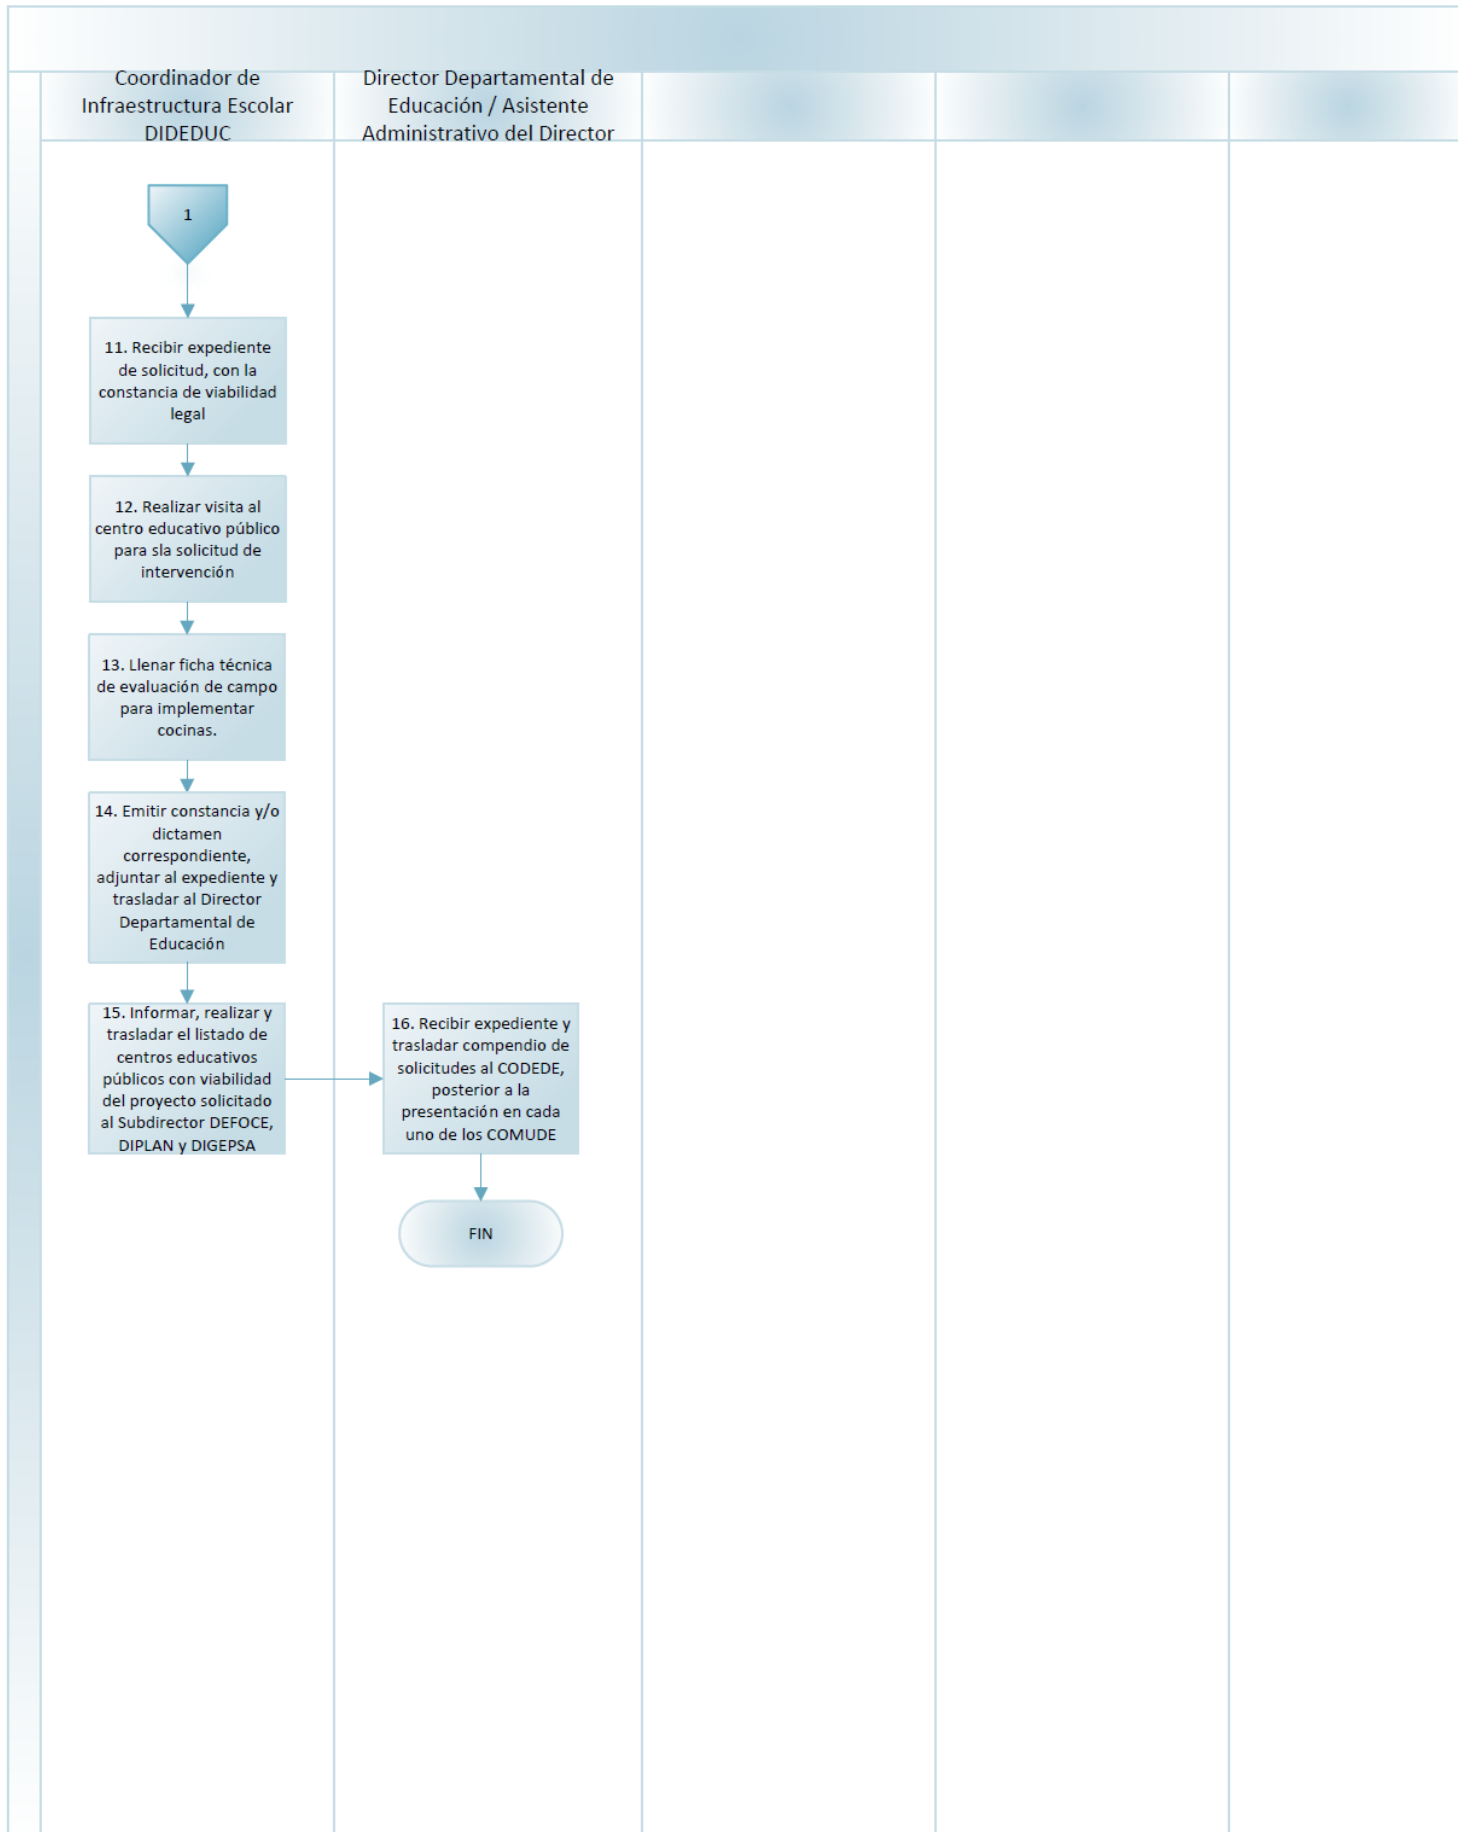 Coordinador de
Infraestructura Escolar
DIDEDUC
Director Departamental de
Educación / Asistente
Administrativo del Director
1
11. Recibir expediente
de solicitud, con la
constancia de viabilidad
legal
12. Realizar visita al
centro educativo público
para sla solicitud de
intervención
13. Llenar ficha técnica
de evaluación de campo
para implementar
cocinas.
14. Emitir constancia y/o
dictamen
correspondiente,
adjuntar al expediente y
trasladar al Director
Departamental de
Educación
15. Informar, realizar y
trasladar el listado de
centros educativos
públicos con viabilidad
del proyecto solicitado
al Subdirector DEFOCE,
DIPLAN y DIGEPSA
16. Recibir expediente y
trasladar compendio de
solicitudes al CODEDE,
posterior a la
presentación en cada
uno de los COMUDE
FIN